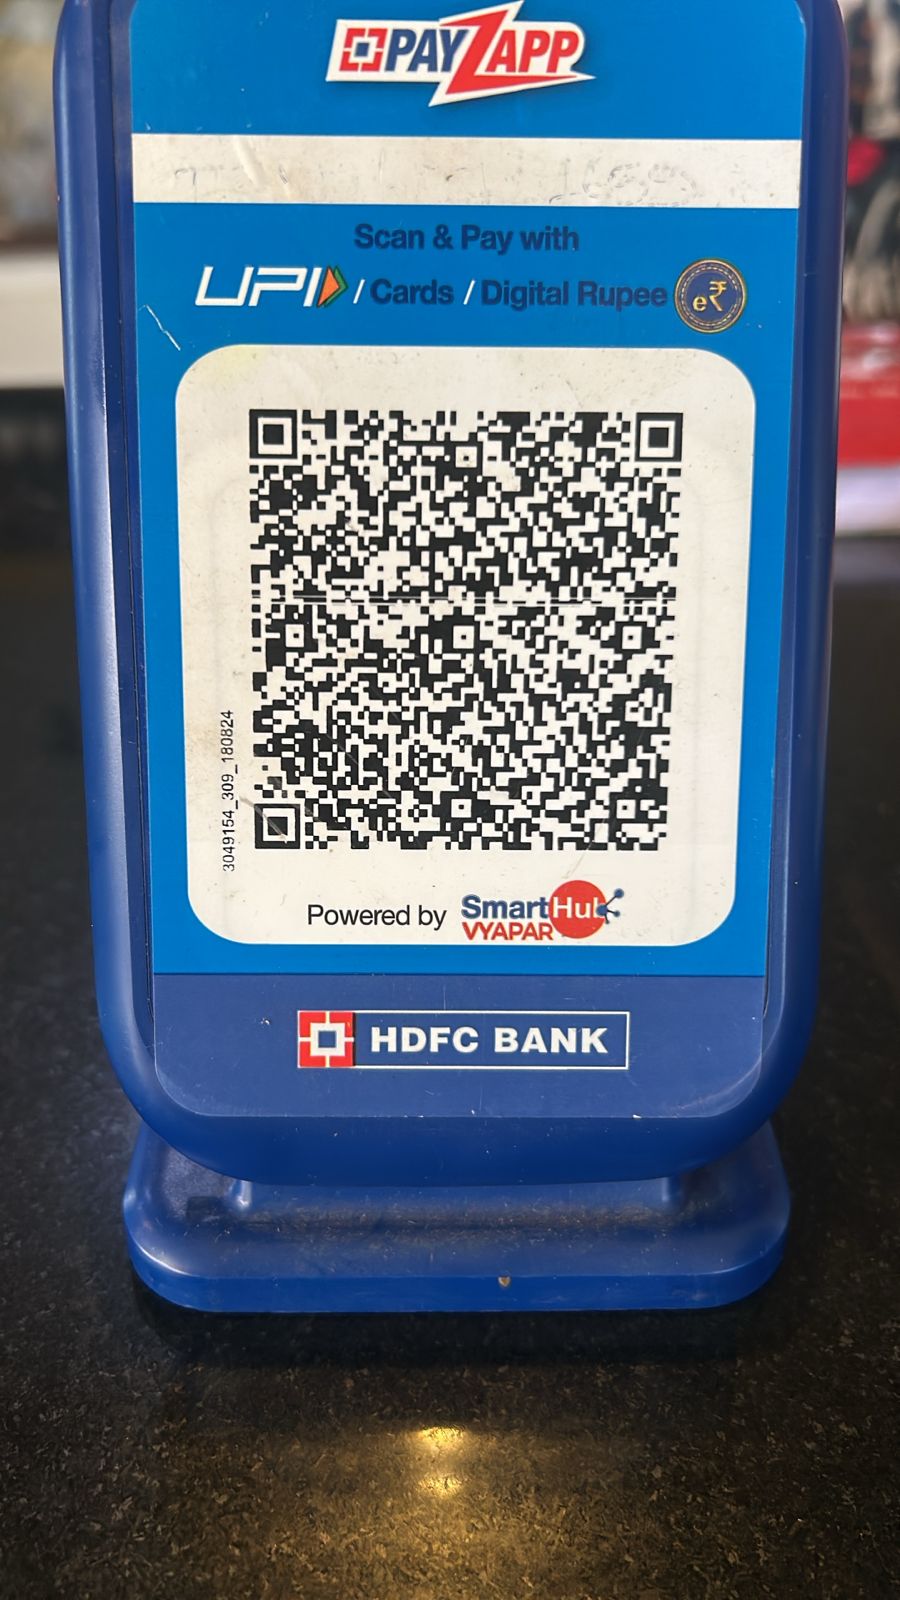 PAYZAPP
Scan & Pay with
UPI / Cards / Digital Rupee e₹
3049154_309_180824
Powered by SmartHub
VYAPAR
HDFC BANK